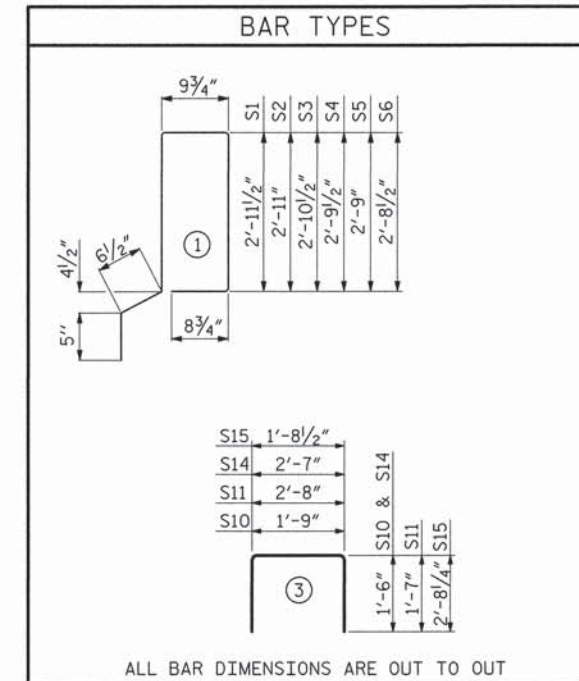 BAR TYPES
9¾"
S1 S2 S3 S4 S5 S6
2'-11½" 2'-11" 2'-10½" 2'-9½" 2'-9" 2'-8½"
6½"
4½"
1
5"
8¾"
S15 1'-8½"
S14 2'-7"
S11 2'-8"
S10 1'-9"
S10 & S14 S11 S15
3
1'-6" 1'-7" 2'-8¼"
ALL BAR DIMENSIONS ARE OUT TO OUT